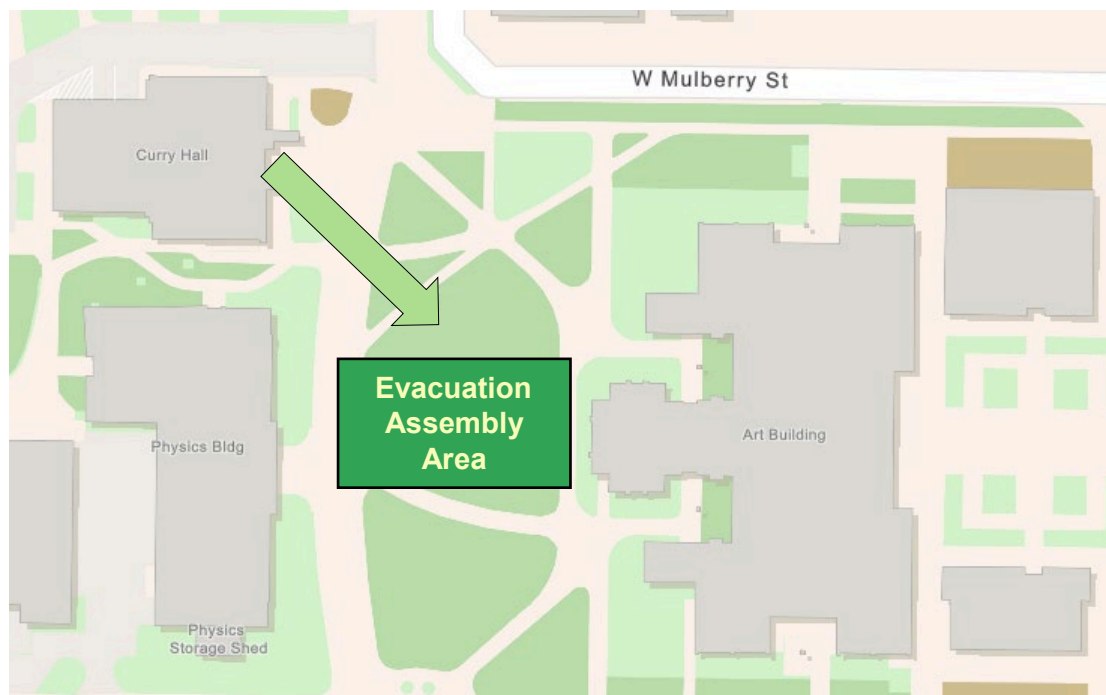 W Mulberry St
Curry Hall
Evacuation
Assembly
Area
Art Building
Physics Bldg
Physics
Storage Shed